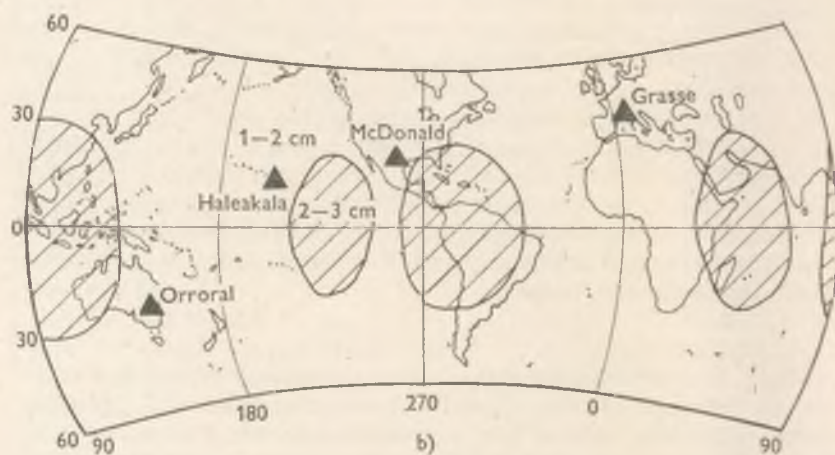 60
30
Grasse
1—2 cm
McDonald
Haleakala
2—3 cm
0
Orroral
30
180
270
0
60 90
90
b)